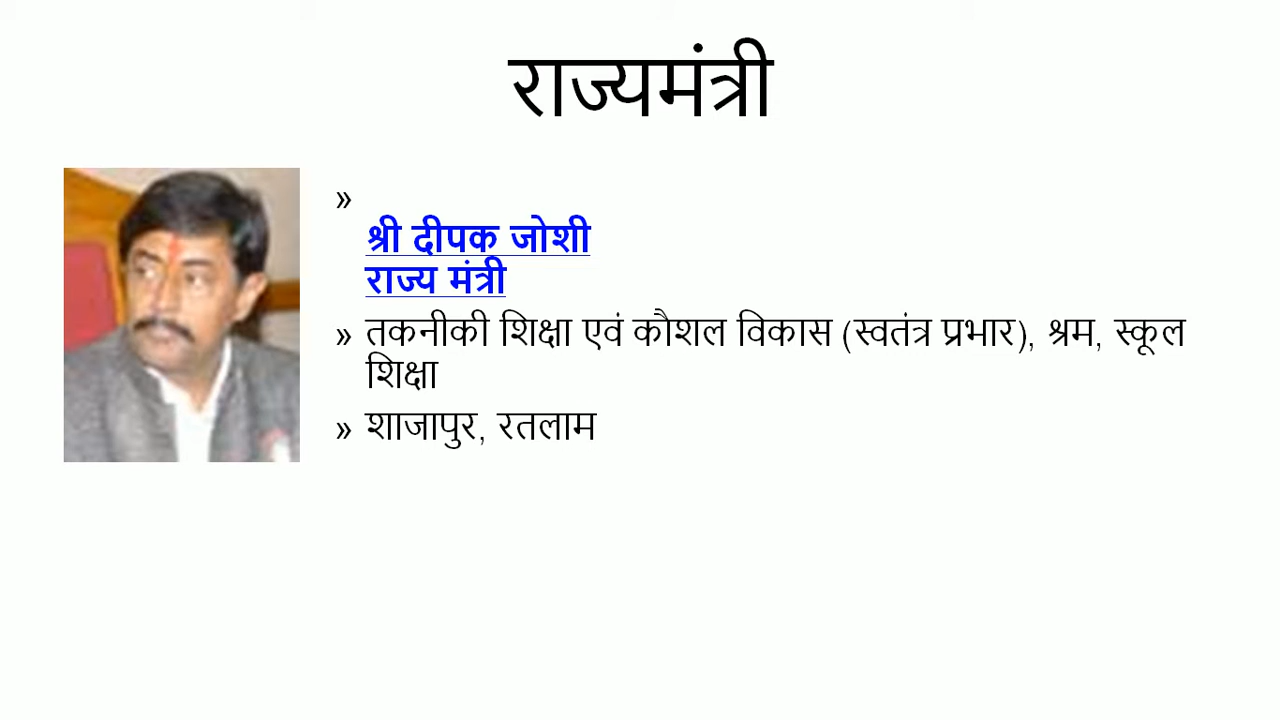 राज्यमंत्री
»
श्री दीपक जोशी
राज्य मंत्री
» तकनीकी शिक्षा एवं कौशल विकास (स्वतंत्र प्रभार), श्रम, स्कूल
शिक्षा
» शाजापुर, रतलाम